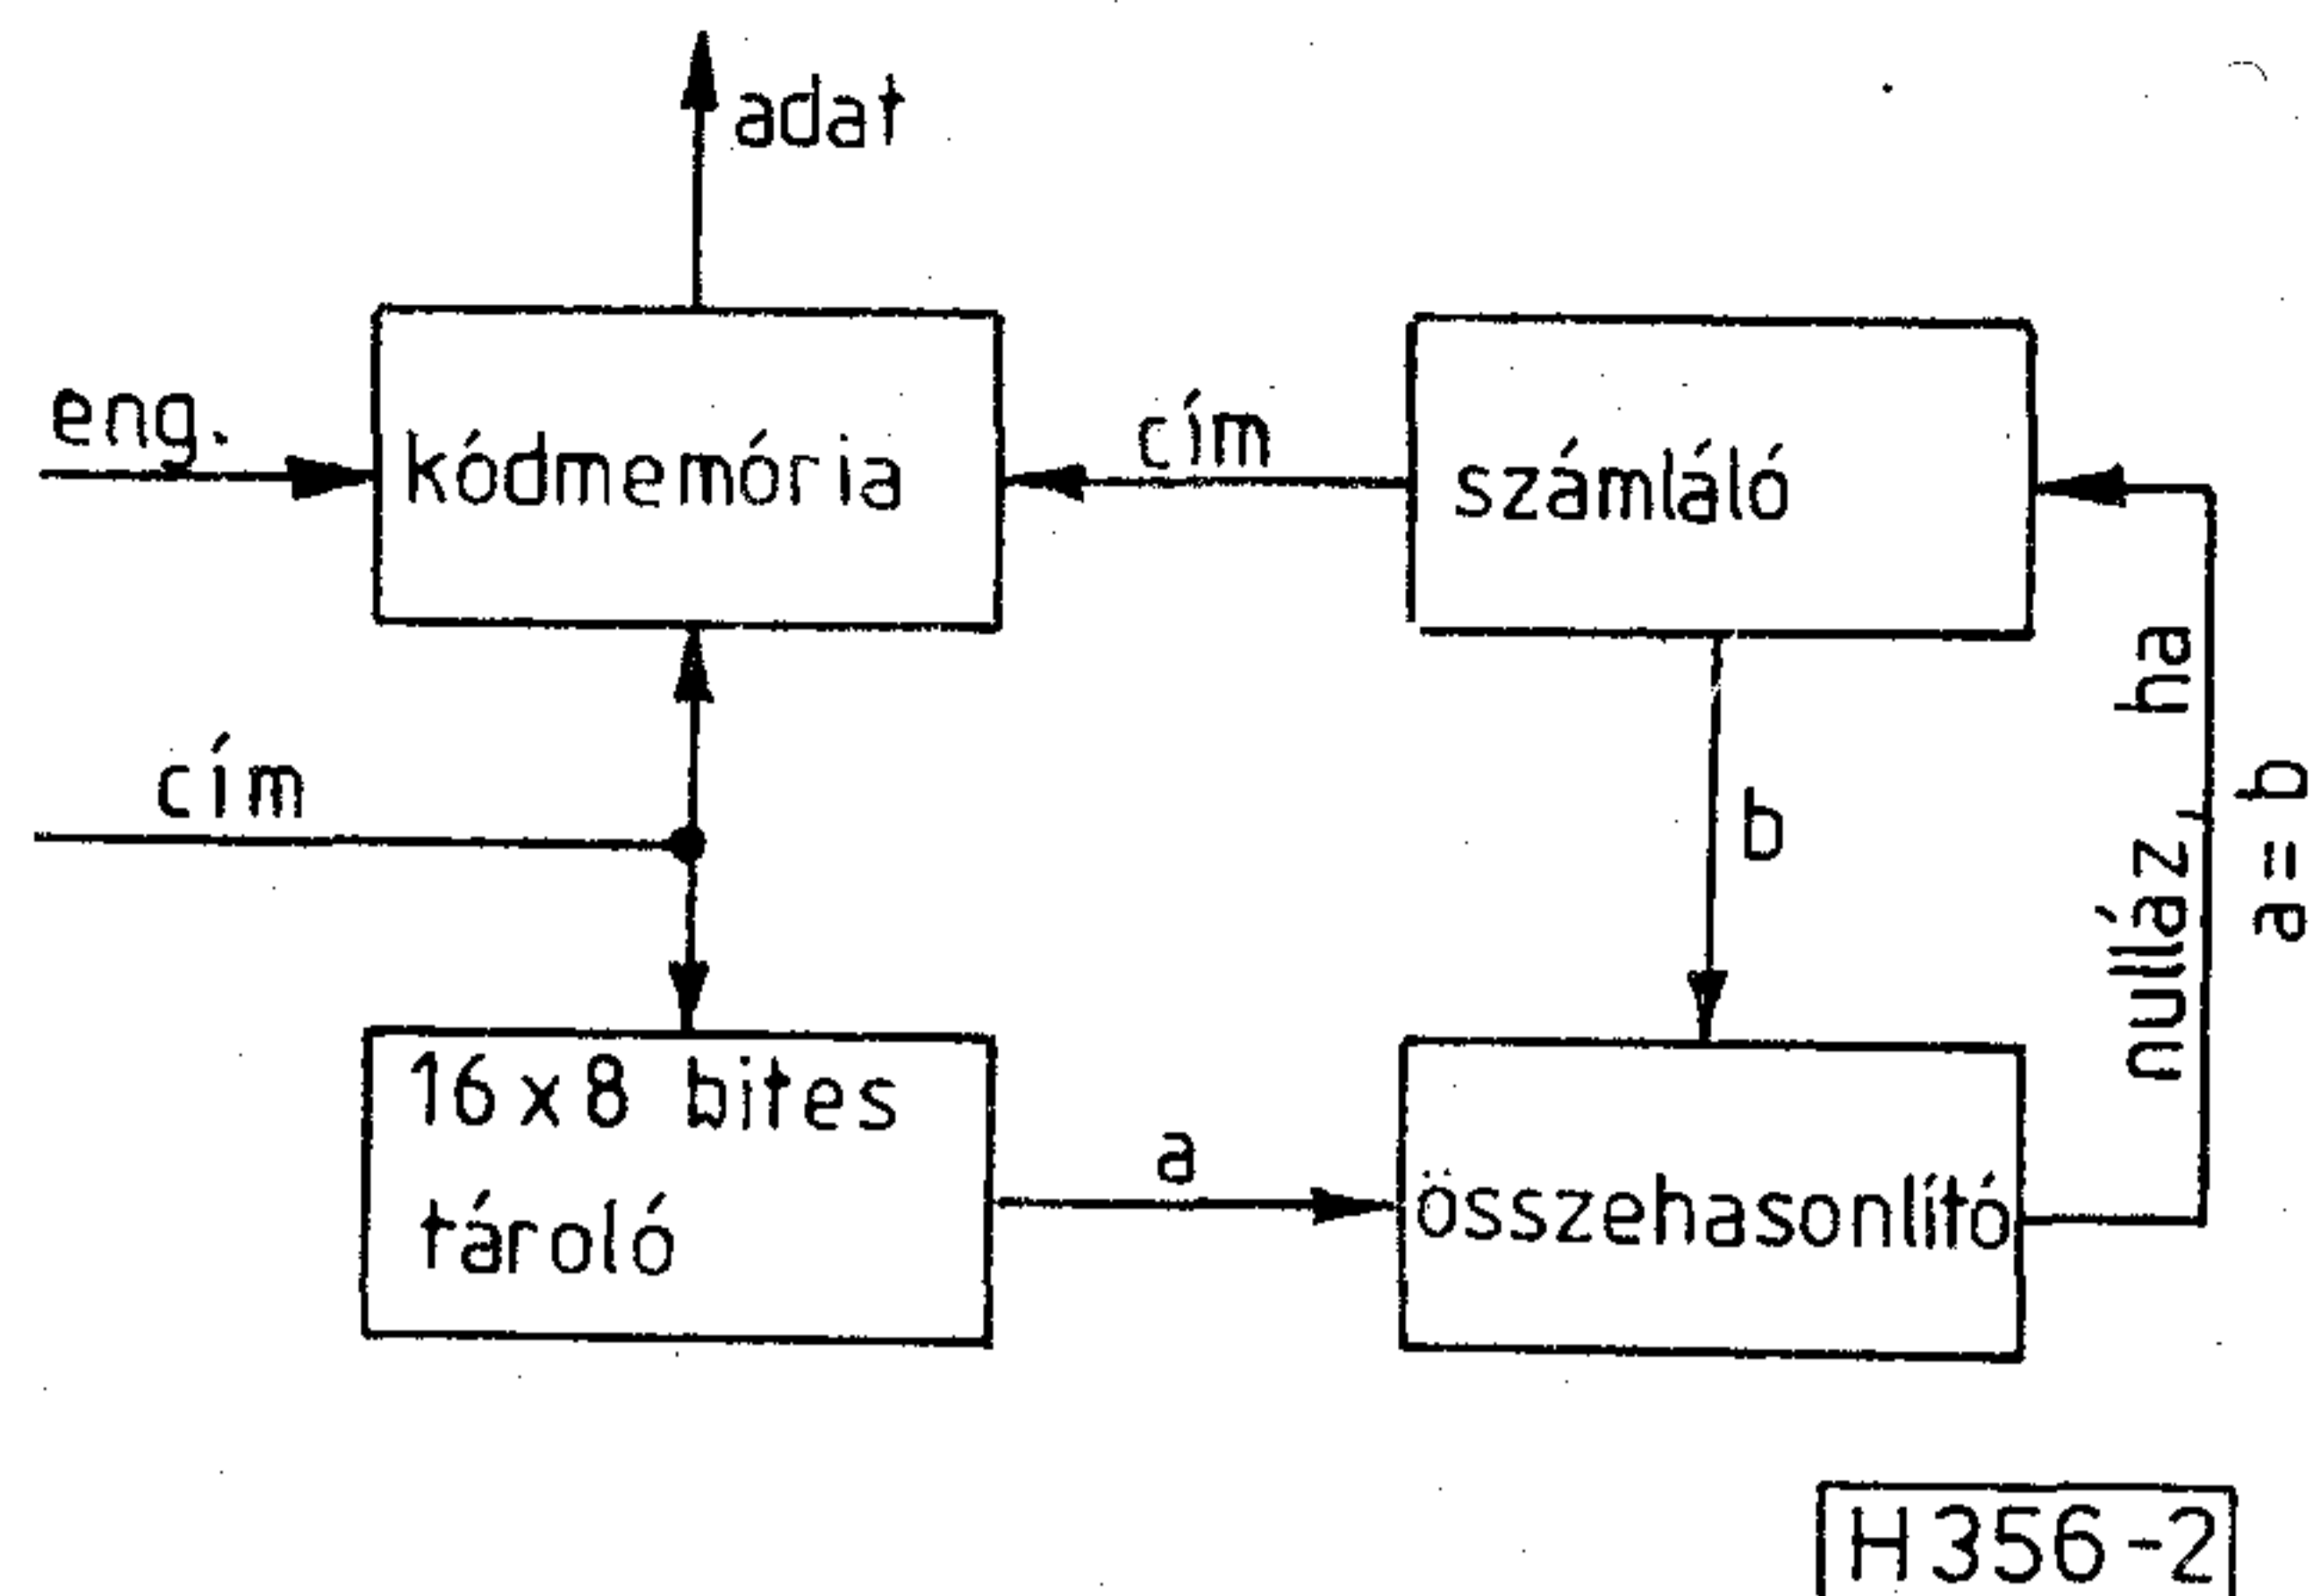 adat
eng.
kódmemória
cím
számláló
cím
b
nulláz, ha
a = b
16x8 bites
tároló
a
összehasonlító
H356-2